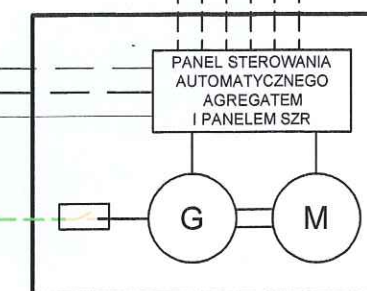 PANEL STEROWANIA
AUTOMATYCZNEGO
AGREGATEM
I PANELEM SZR
G
M